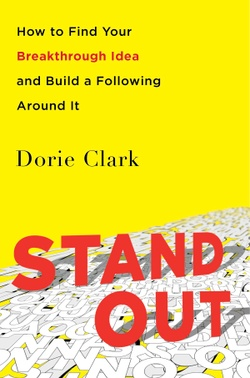 How to Find Your
Breakthrough Idea
and Build a Following
Around It
Dorie Clark
STAND
OUT